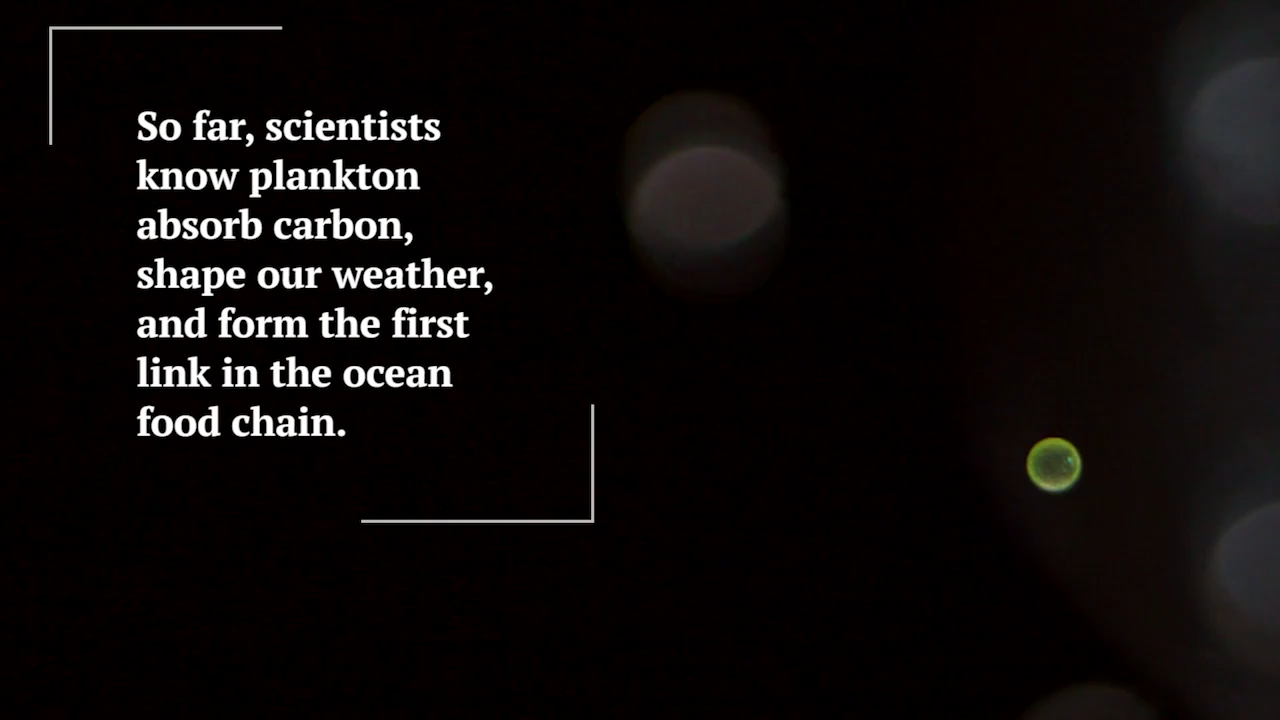 So far, scientists
know plankton
absorb carbon,
shape our weather,
and form the first
link in the ocean
food chain.